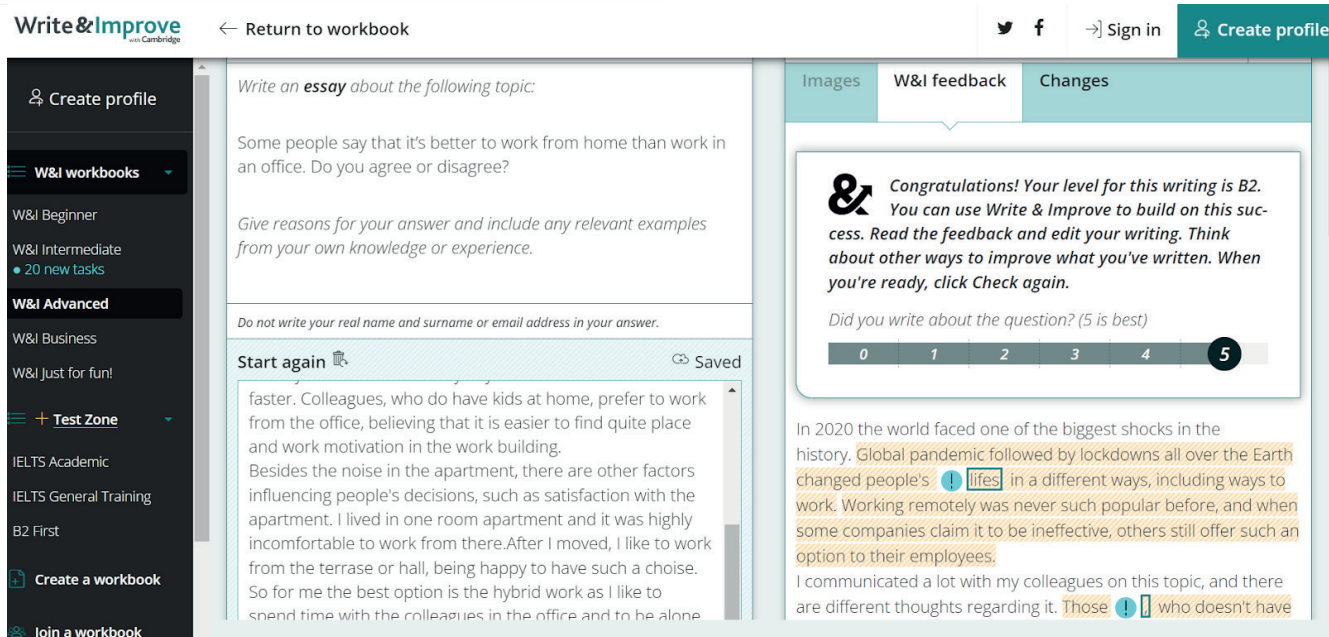 Write&Improve
with Cambridge
← Return to workbook
Sign in
Create profile
Create profile
W&I workbooks
W&I Beginner
W&I Intermediate
• 20 new tasks
W&I Advanced
W&I Business
W&I Just for fun!
+ Test Zone
IELTS Academic
IELTS General Training
B2 First
Create a workbook
Join a workbook
Write an essay about the following topic:
Some people say that it's better to work from home than work in
an office. Do you agree or disagree?
Give reasons for your answer and include any relevant examples
from your own knowledge or experience.
Do not write your real name and surname or email address in your answer.
Start again
Saved
faster. Colleagues, who do have kids at home, prefer to work
from the office, believing that it is easier to find quite place
and work motivation in the work building.
Besides the noise in the apartment, there are other factors
influencing people's decisions, such as satisfaction with the
apartment. I lived in one room apartment and it was highly
incomfortable to work from there.After I moved, I like to work
from the terrase or hall, being happy to have such a choise.
So for me the best option is the hybrid work as I like to
spend time with the colleagues in the office and to be alone
Images
W&I feedback
Changes
Congratulations! Your level for this writing is B2.
You can use Write & Improve to build on this suc-
cess. Read the feedback and edit your writing. Think
about other ways to improve what you've written. When
you're ready, click Check again.
Did you write about the question? (5 is best)
0 1 2 3 4 5
In 2020 the world faced one of the biggest shocks in the
history. Global pandemic followed by lockdowns all over the Earth
changed people's ! lifes in a different ways, including ways to
work. Working remotely was never such popular before, and when
some companies claim it to be ineffective, others still offer such an
option to their employees.
I communicated a lot with my colleagues on this topic, and there
are different thoughts regarding it. Those ! , who doesn't have